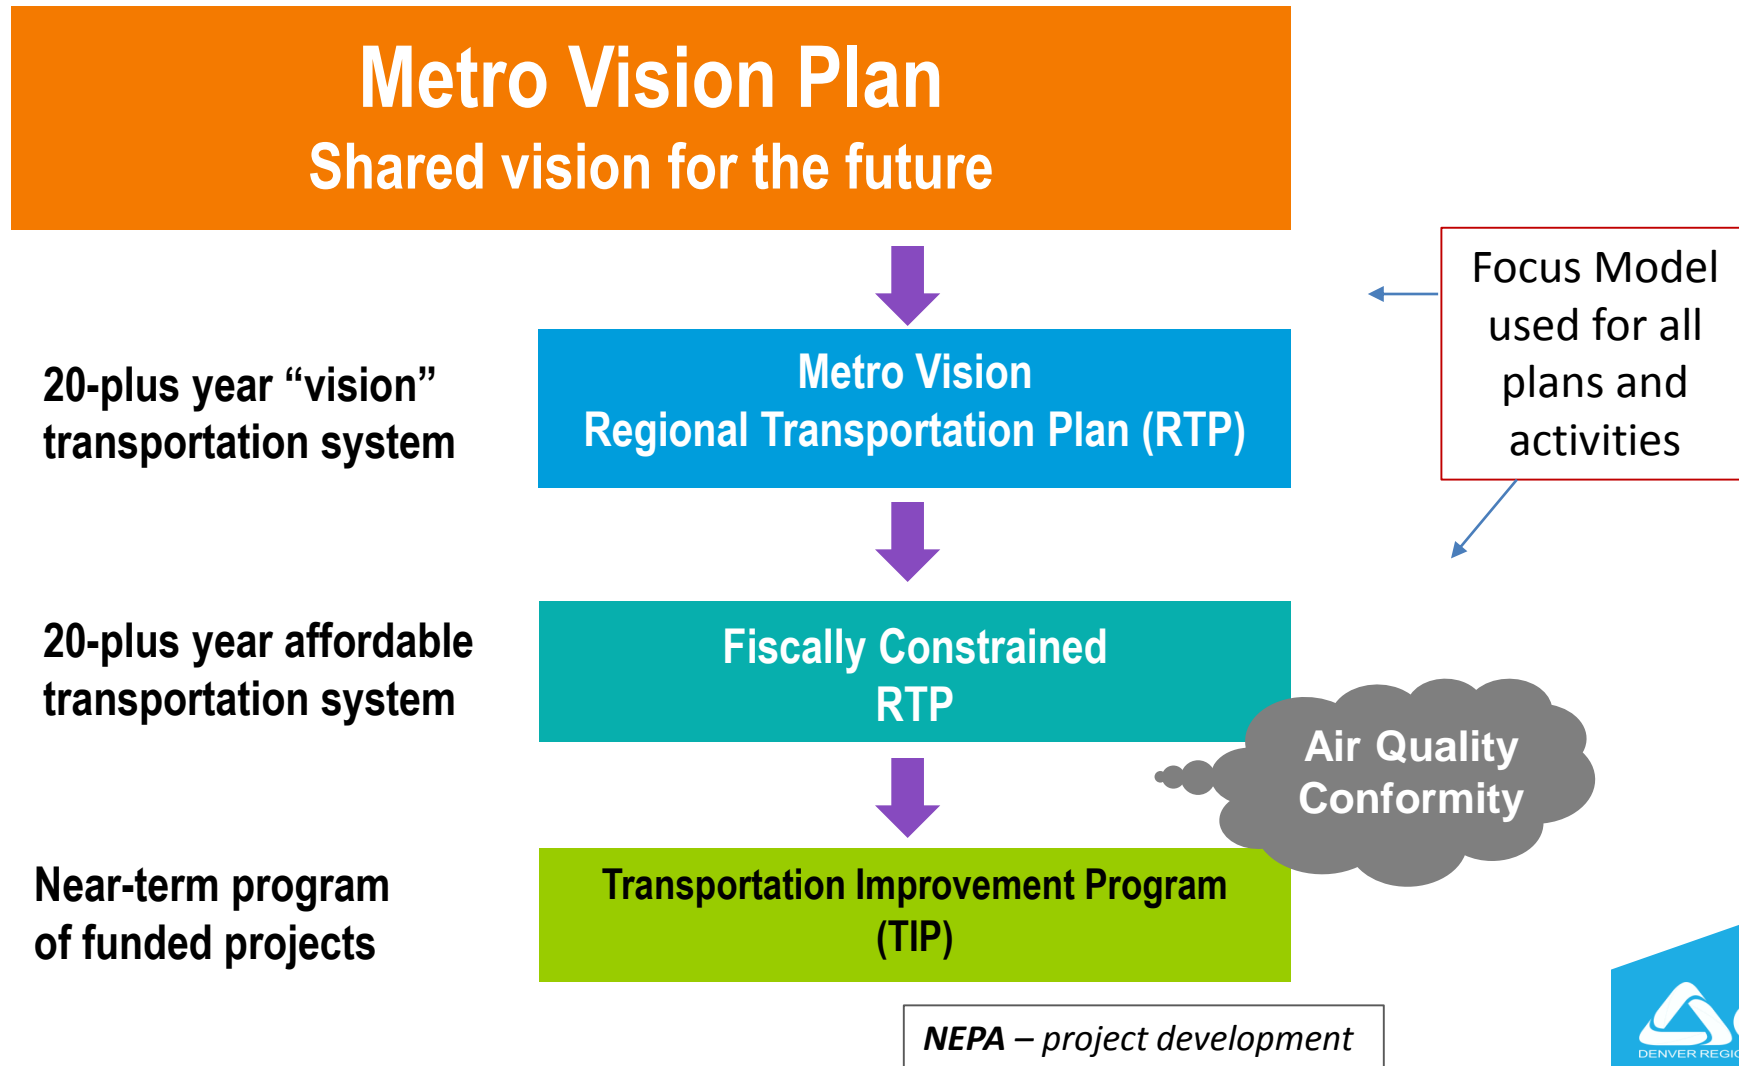 Metro Vision Plan
Shared vision for the future
Focus Model
used for all
plans and
activities
20-plus year “vision”
transportation system
Metro Vision
Regional Transportation Plan (RTP)
20-plus year affordable
transportation system
Fiscally Constrained
RTP
Air Quality
Conformity
Near-term program
of funded projects
Transportation Improvement Program
(TIP)
NEPA – project development
DENVER